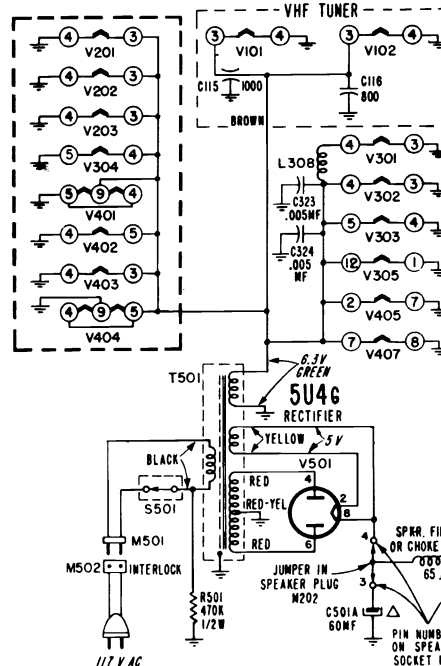 VHF TUNER
4 3
V201
4 3
V202
4 3
V203
5 4
V304
5 9 4
V401
4 5
V402
4 3
V403
4 9 5
V404
3 4
V101
3 4
V102
C115 1000
C116
800
BROWN
L308
4 3
V301
4 3
V302
C323
.005MF
5 4
V303
C324
.005
MF
12 1
V305
2 7
V405
7 8
V407
6.3V
GREEN
T501
5U4G
RECTIFIER
YELLOW 5V
BLACK
V501
S501
RED
RED-YEL
RED
4
2
8
6
M501
M502 INTERLOCK
R501
470K
1/2W
117 V AC
JUMPER IN
SPEAKER PLUG
M202
4
3
SPKR. FI
OR CHOKE
65
C501A
60MF
PIN NUMB
ON SPEA
SOCKET